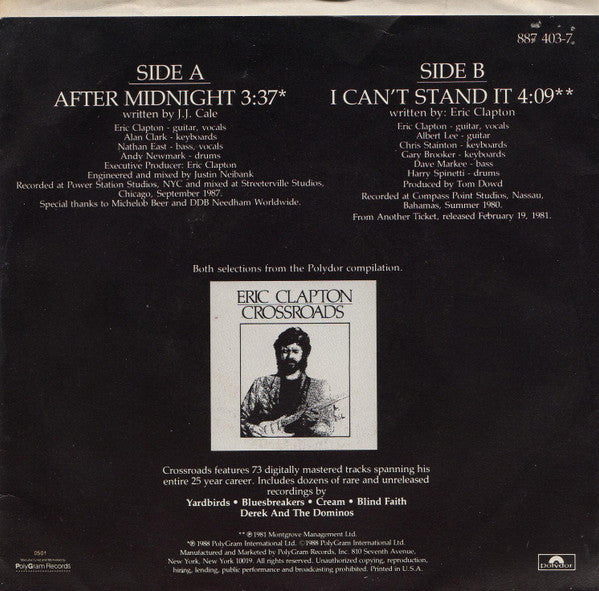 887 403-7
SIDE A
AFTER MIDNIGHT 3:37*
written by J.J. Cale
Eric Clapton - guitar, vocals
Alan Clark - keyboards
Nathan East - bass, vocals
Andy Newmark - drums
Executive Producer: Eric Clapton
Engineered and mixed by Justin Neibank
Recorded at Power Station Studios, NYC and mixed at Streeterville Studios,
Chicago, September 1987.
Special thanks to Michelob Beer and DDB Needham Worldwide.
SIDE B
I CAN'T STAND IT 4:09**
written by: Eric Clapton
Eric Clapton - guitar, vocals
Albert Lee - guitar
Chris Stainton - keyboards
Gary Brooker - keyboards
Dave Markee - bass
Harry Spinetti - drums
Produced by Tom Dowd
Recorded at Compass Point Studios, Nassau,
Bahamas, Summer 1980.
From Another Ticket, released February 19, 1981.
Both selections from the Polydor compilation.
ERIC CLAPTON
CROSSROADS
Crossroads features 73 digitally mastered tracks spanning his
entire 25 year career. Includes dozens of rare and unreleased
recordings by
Yardbirds • Bluesbreakers • Cream • Blind Faith
Derek And The Dominos
**℗ 1981 Montgrove Management Ltd.
*℗ 1988 PolyGram International Ltd. ©1988 PolyGram International Ltd.
Manufactured and Marketed by PolyGram Records, Inc. 810 Seventh Avenue,
New York, New York 10019. All rights reserved. Unauthorized copying, reproduction,
hiring, lending, public performance and broadcasting prohibited. Printed in U.S.A.
0501
Manufactured and Marketed by
PolyGram Records
polydor